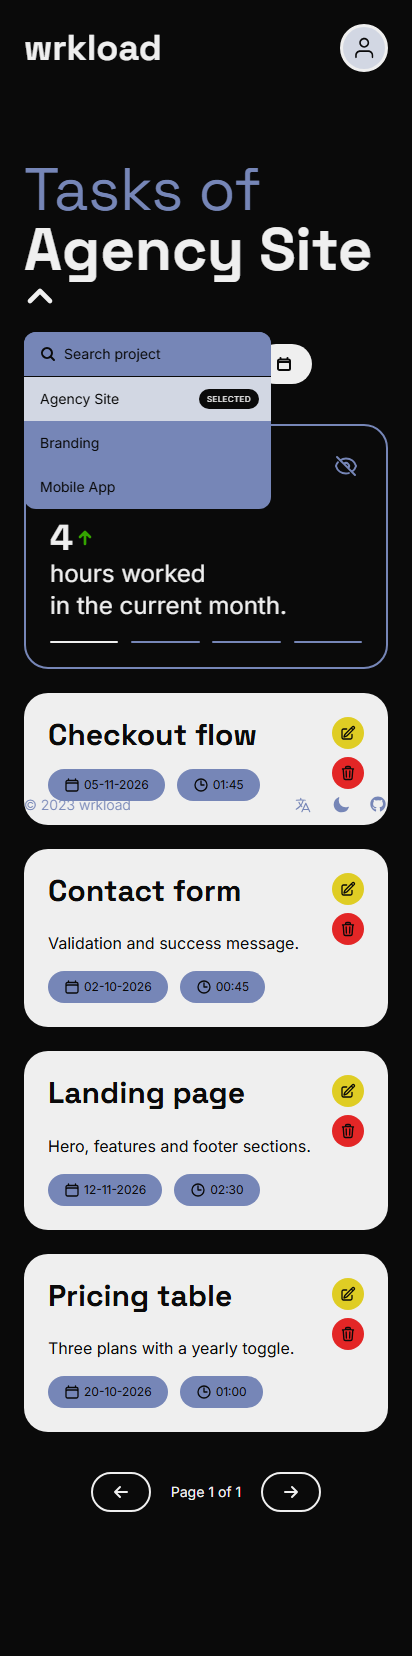 wrkload
Tasks of
Agency Site
Search project
Agency Site
SELECTED
Branding
Mobile App
4
hours worked
in the current month.
Checkout flow
05-11-2026
01:45
© 2023 wrkload
Contact form
Validation and success message.
02-10-2026
00:45
Landing page
Hero, features and footer sections.
12-11-2026
02:30
Pricing table
Three plans with a yearly toggle.
20-10-2026
01:00
Page 1 of 1